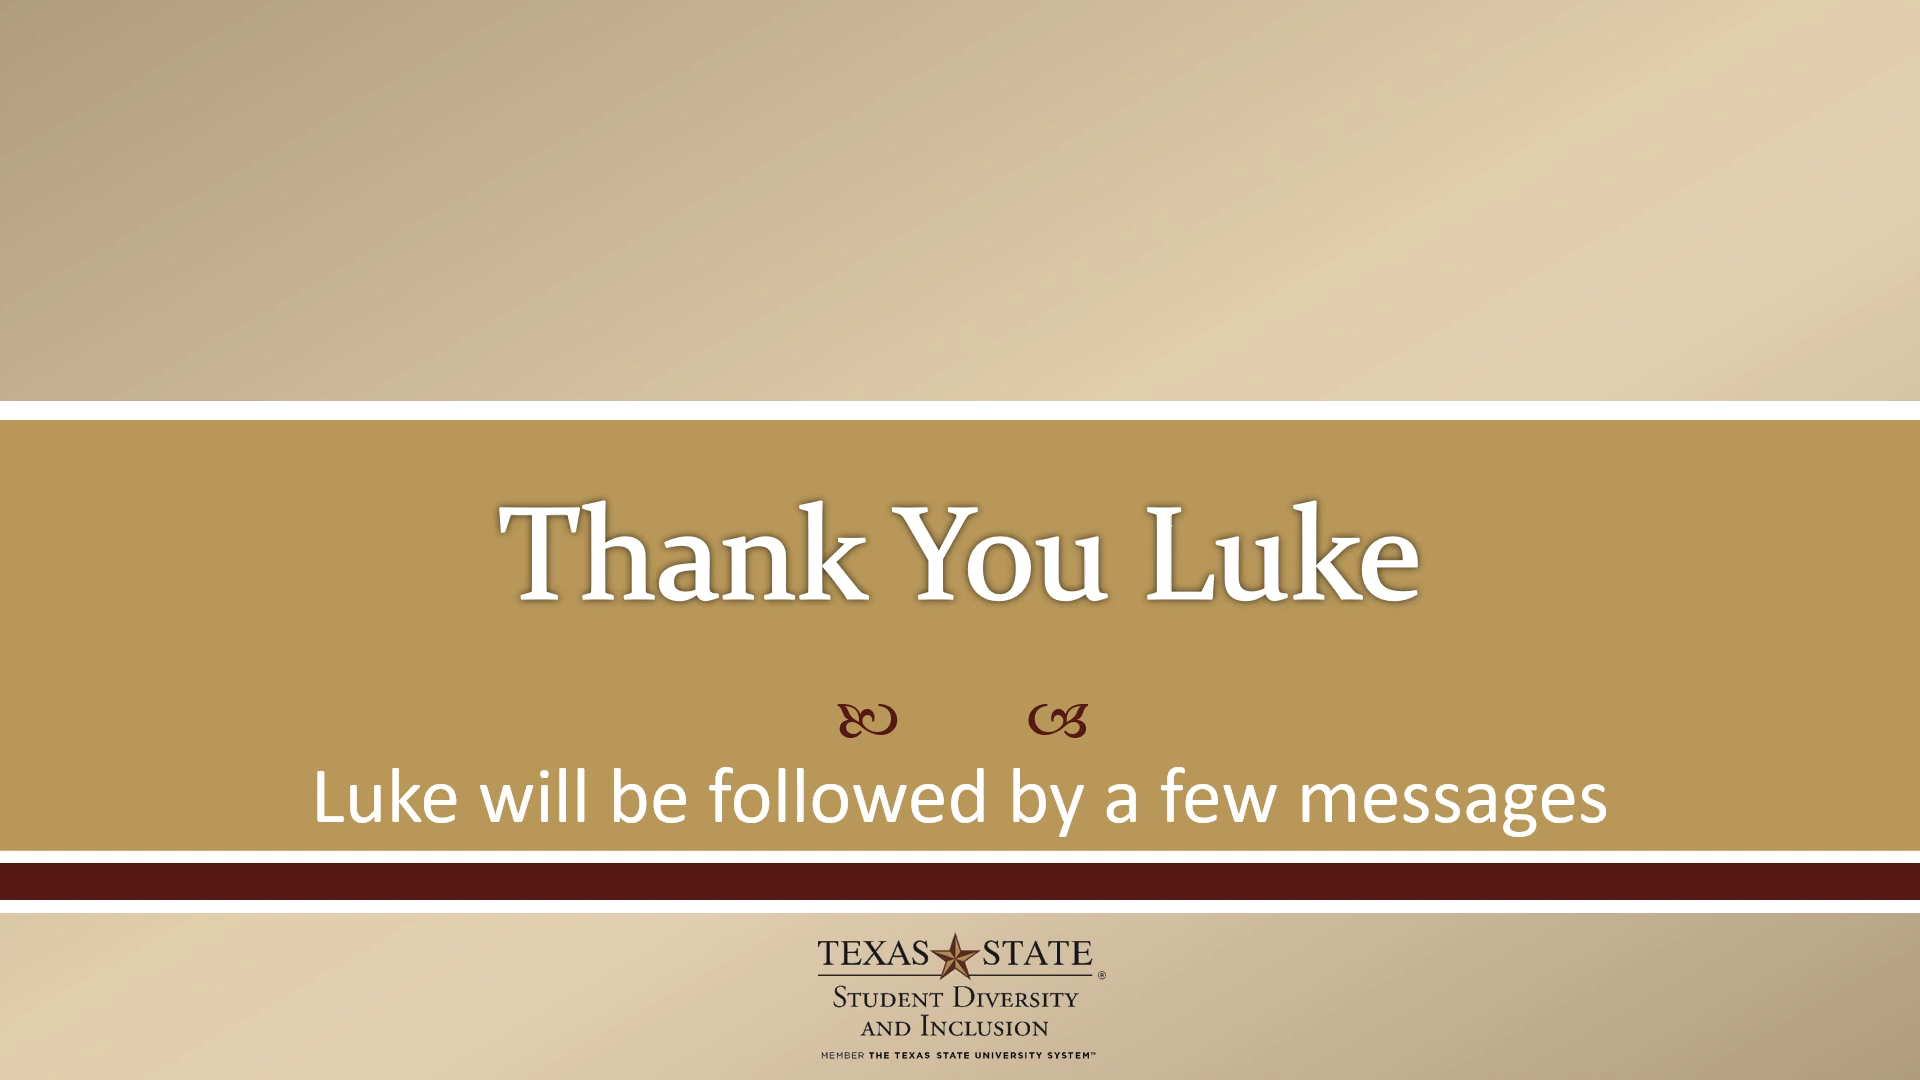 Thank You Luke
Luke will be followed by a few messages
TEXAS STATE®
STUDENT DIVERSITY
AND INCLUSION
MEMBER THE TEXAS STATE UNIVERSITY SYSTEM™